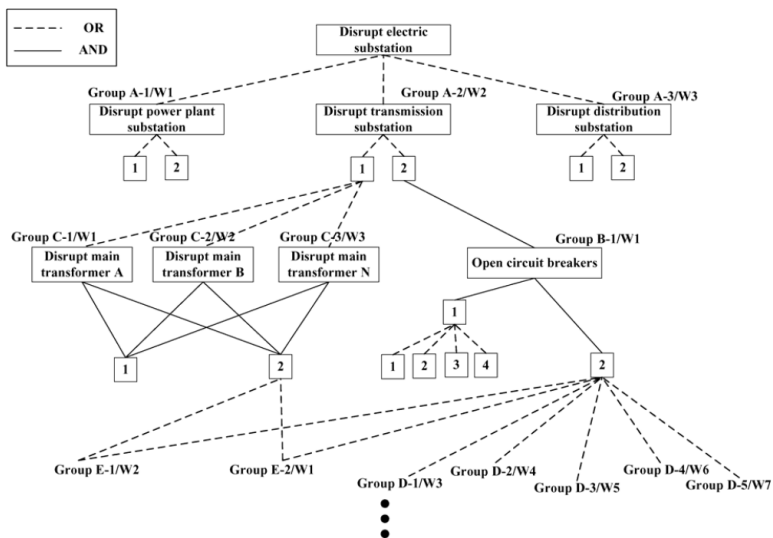 OR
AND
Disrupt electric
substation
Group A-1/W1
Group A-2/W2
Group A-3/W3
Disrupt power plant
substation
Disrupt transmission
substation
Disrupt distribution
substation
1
2
1
2
1
2
Group C-1/W1
Group C-2/W2
Group C-3/W3
Group B-1/W1
Disrupt main
transformer A
Disrupt main
transformer B
Disrupt main
transformer N
Open circuit breakers
1
1
2
1
2
3
4
2
Group E-1/W2
Group E-2/W1
Group D-1/W3
Group D-2/W4
Group D-3/W5
Group D-4/W6
Group D-5/W7